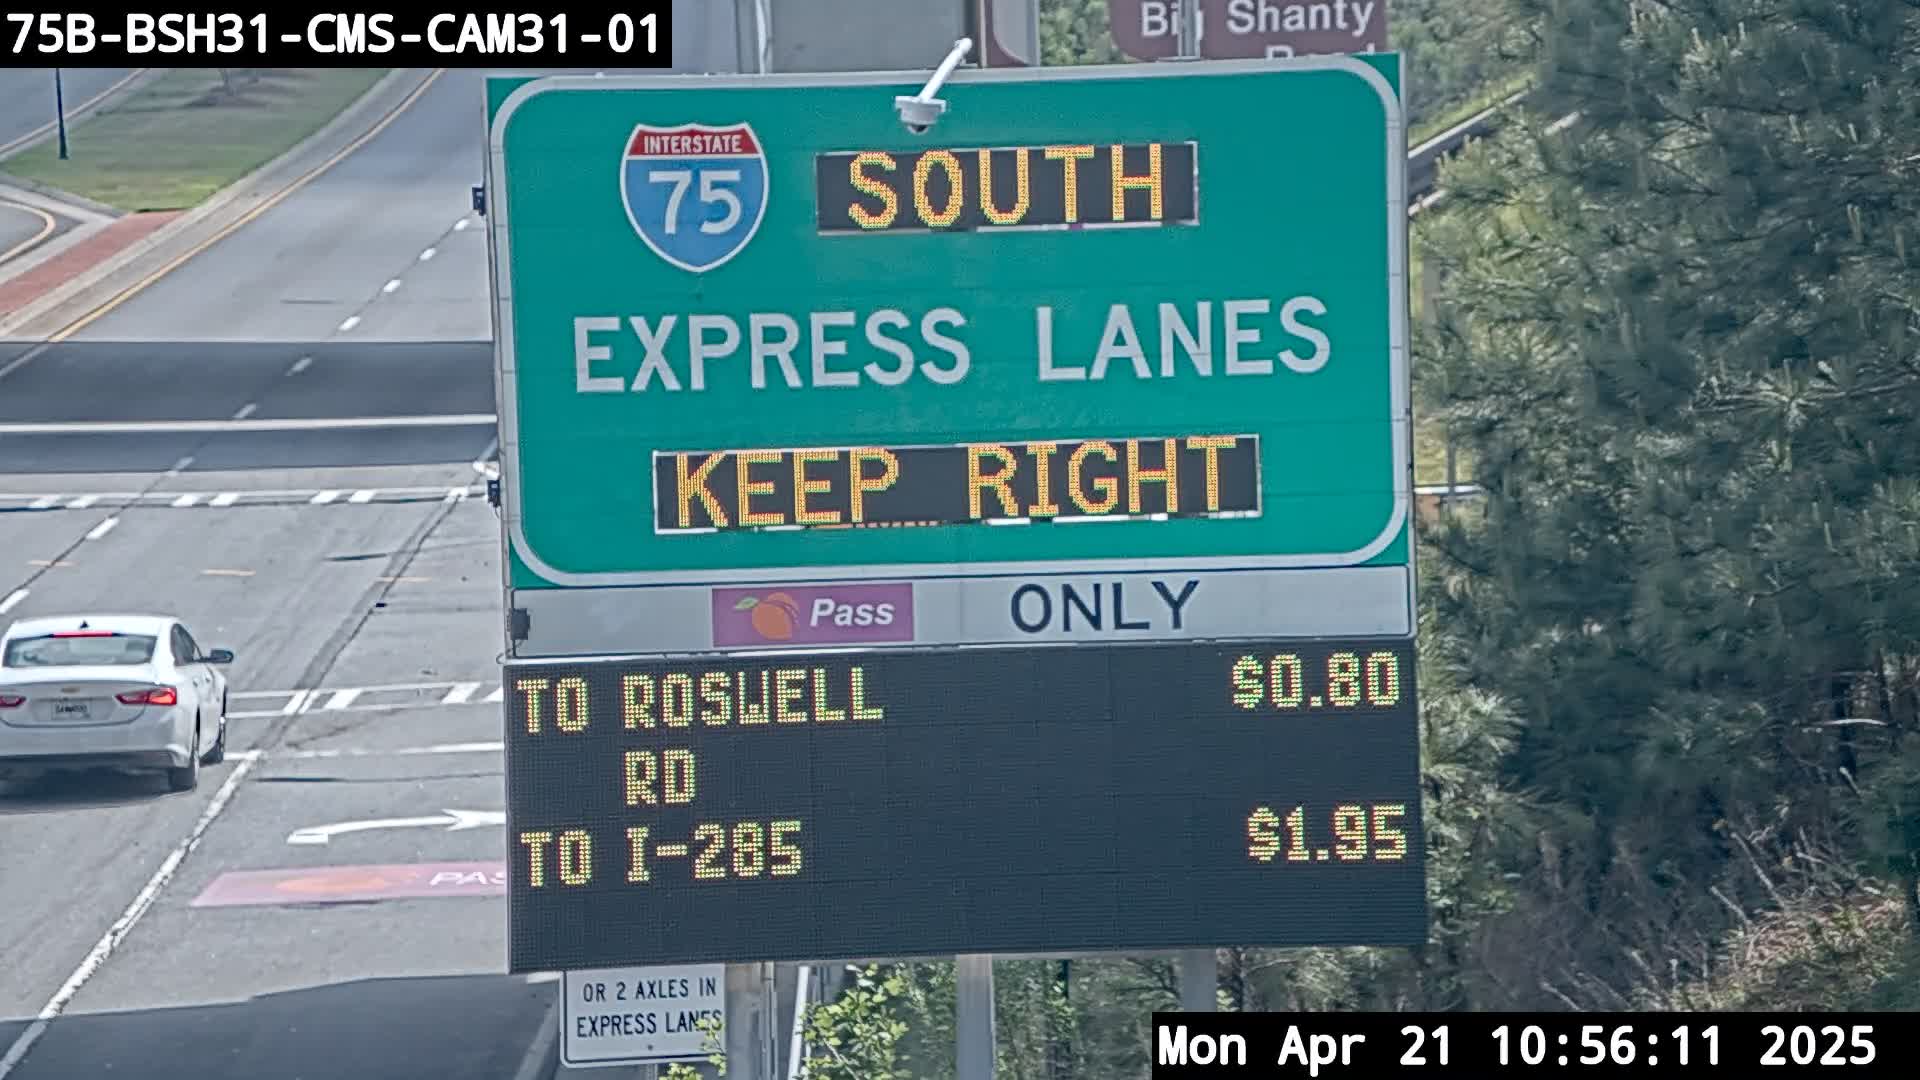 75B-BSH31-CMS-CAM31-01
Big Shanty
Road
INTERSTATE
75
SOUTH
EXPRESS LANES
KEEP RIGHT
Pass
ONLY
TO ROSWELL $0.80
RD
TO I-285 $1.95
OR 2 AXLES IN
EXPRESS LANES
Mon Apr 21 10:56:11 2025